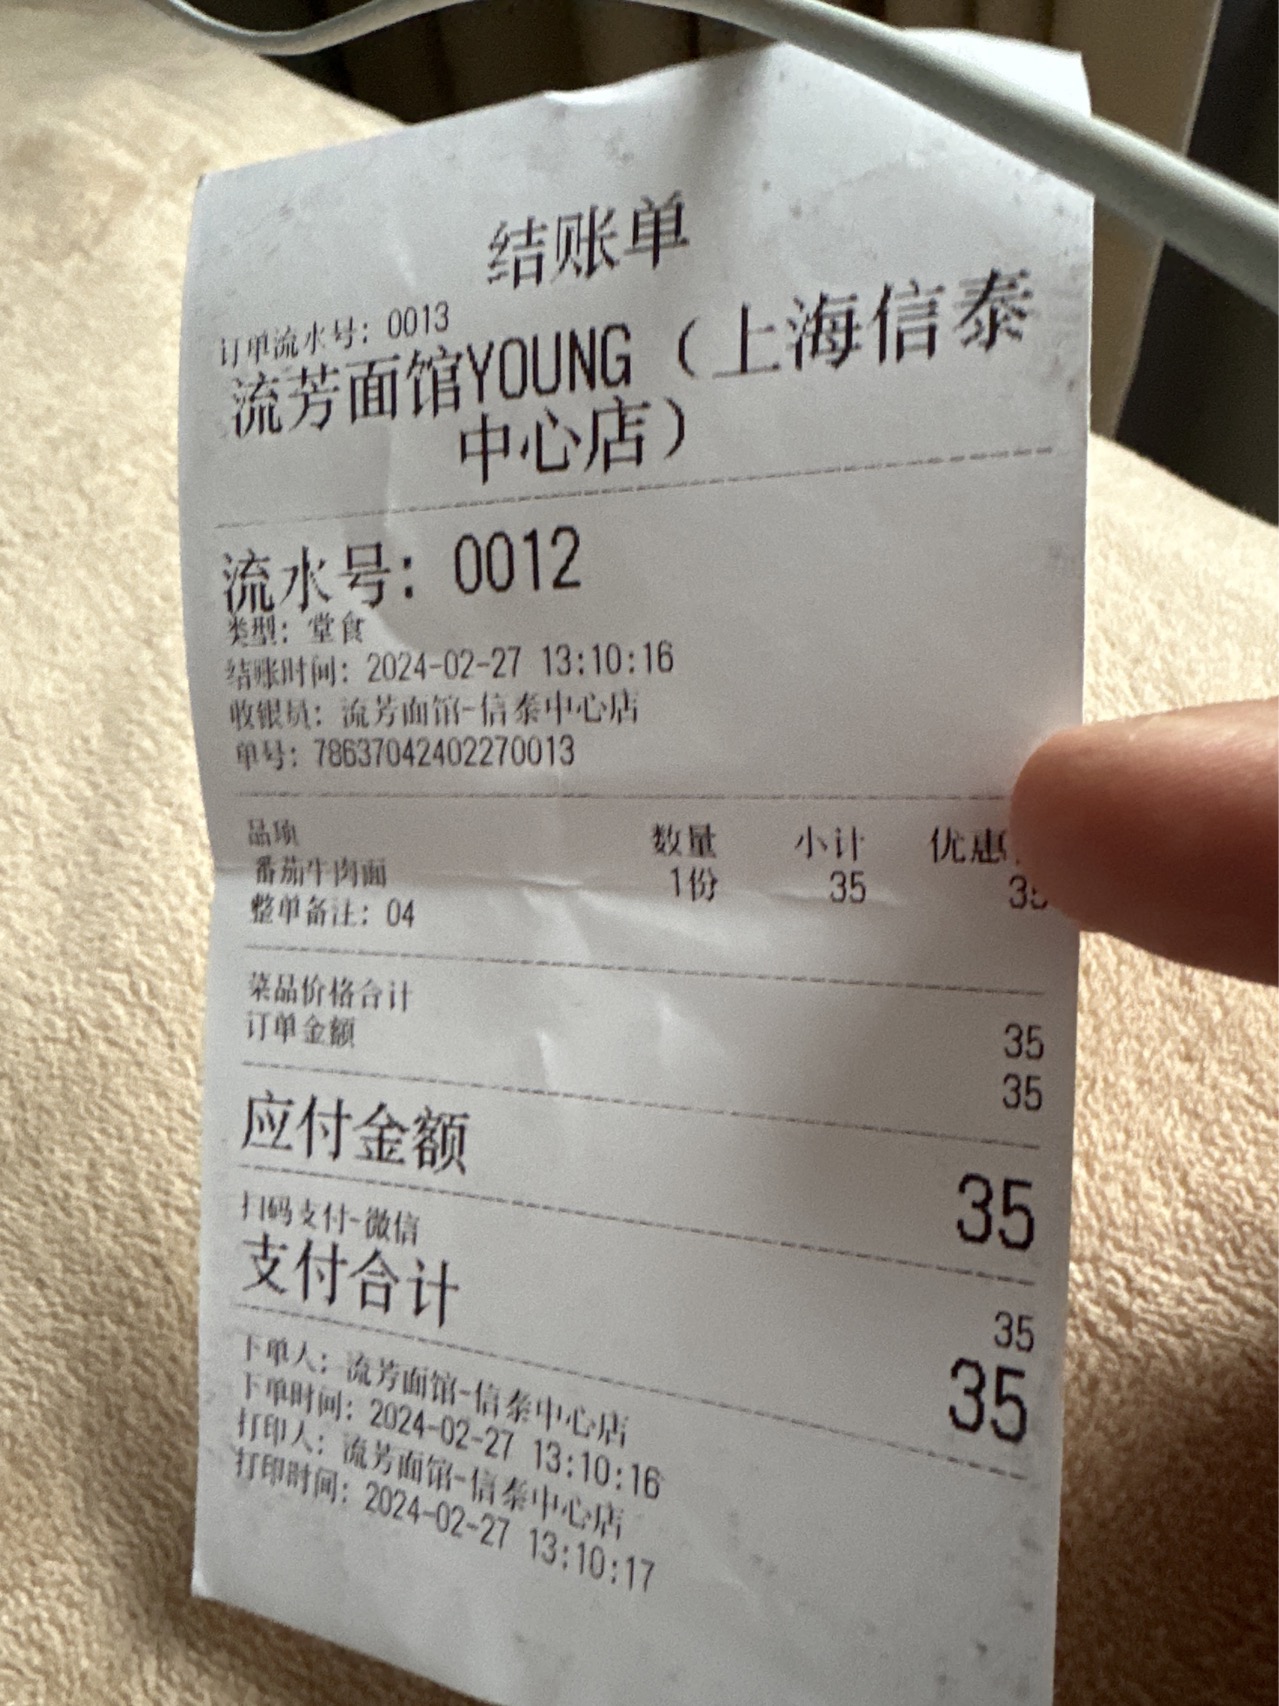 结账单
订单流水号：0013
流芳面馆YOUNG（上海信泰
中心店）
流水号：0012
类型：堂食
结账时间：2024-02-27 13:10:16
收银员：流芳面馆-信泰中心店
单号：78637042402270013
品项 数量 小计 优惠
番茄牛肉面 1份 35 35
整单备注：04
菜品价格合计 35
订单金额 35
应付金额 35
扫码支付-微信 35
支付合计 35
下单人：流芳面馆-信泰中心店
下单时间：2024-02-27 13:10:16
打印人：流芳面馆-信泰中心店
打印时间：2024-02-27 13:10:17